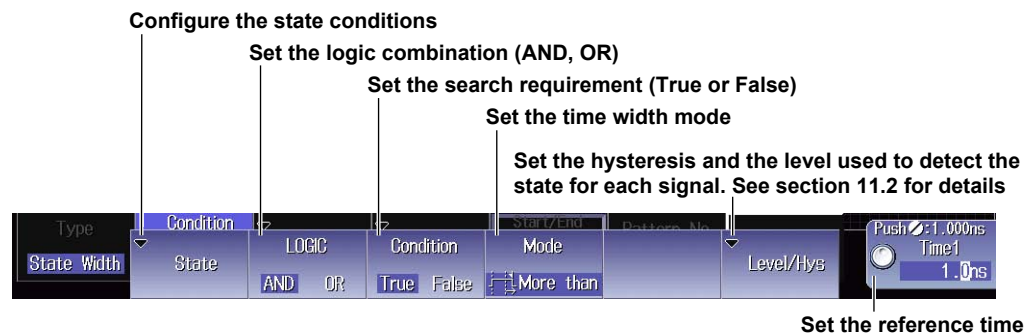 Configure the state conditions
Set the logic combination (AND, OR)
Set the search requirement (True or False)
Set the time width mode
Set the hysteresis and the level used to detect the
state for each signal. See section 11.2 for details
Type
State Width
Condition
State
LOGIC
AND OR
Condition
True False
Start/End
Mode
More than
Pattern No.
Level/Hys
Push:1.000ns
Time1
1.0ns
Set the reference time